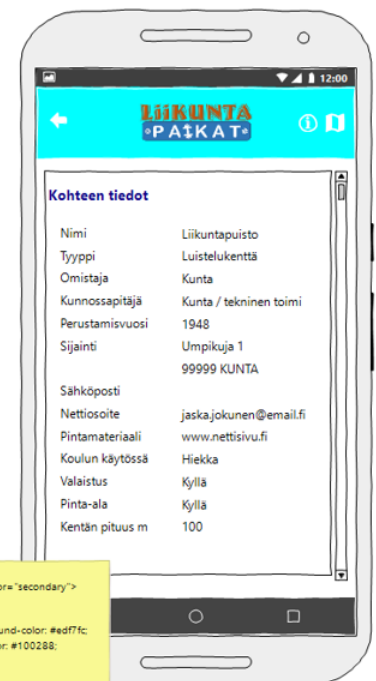 12:00
LiiKUNTA
PAIKAT
Kohteen tiedot
Nimi Liikuntapuisto
Tyyppi Luistelukenttä
Omistaja Kunta
Kunnossapitäjä Kunta / tekninen toimi
Perustamisvuosi 1948
Sijainti Umpikuja 1
99999 KUNTA
Sähköposti
Nettiosoite jaska.jokunen@email.fi
Pintamateriaali www.nettisivu.fi
Koulun käytössä Hiekka
Valaistus Kyllä
Pinta-ala Kyllä
Kentän pituus m 100
or="secondary">
und-color: #edf7fc;
or: #100288;